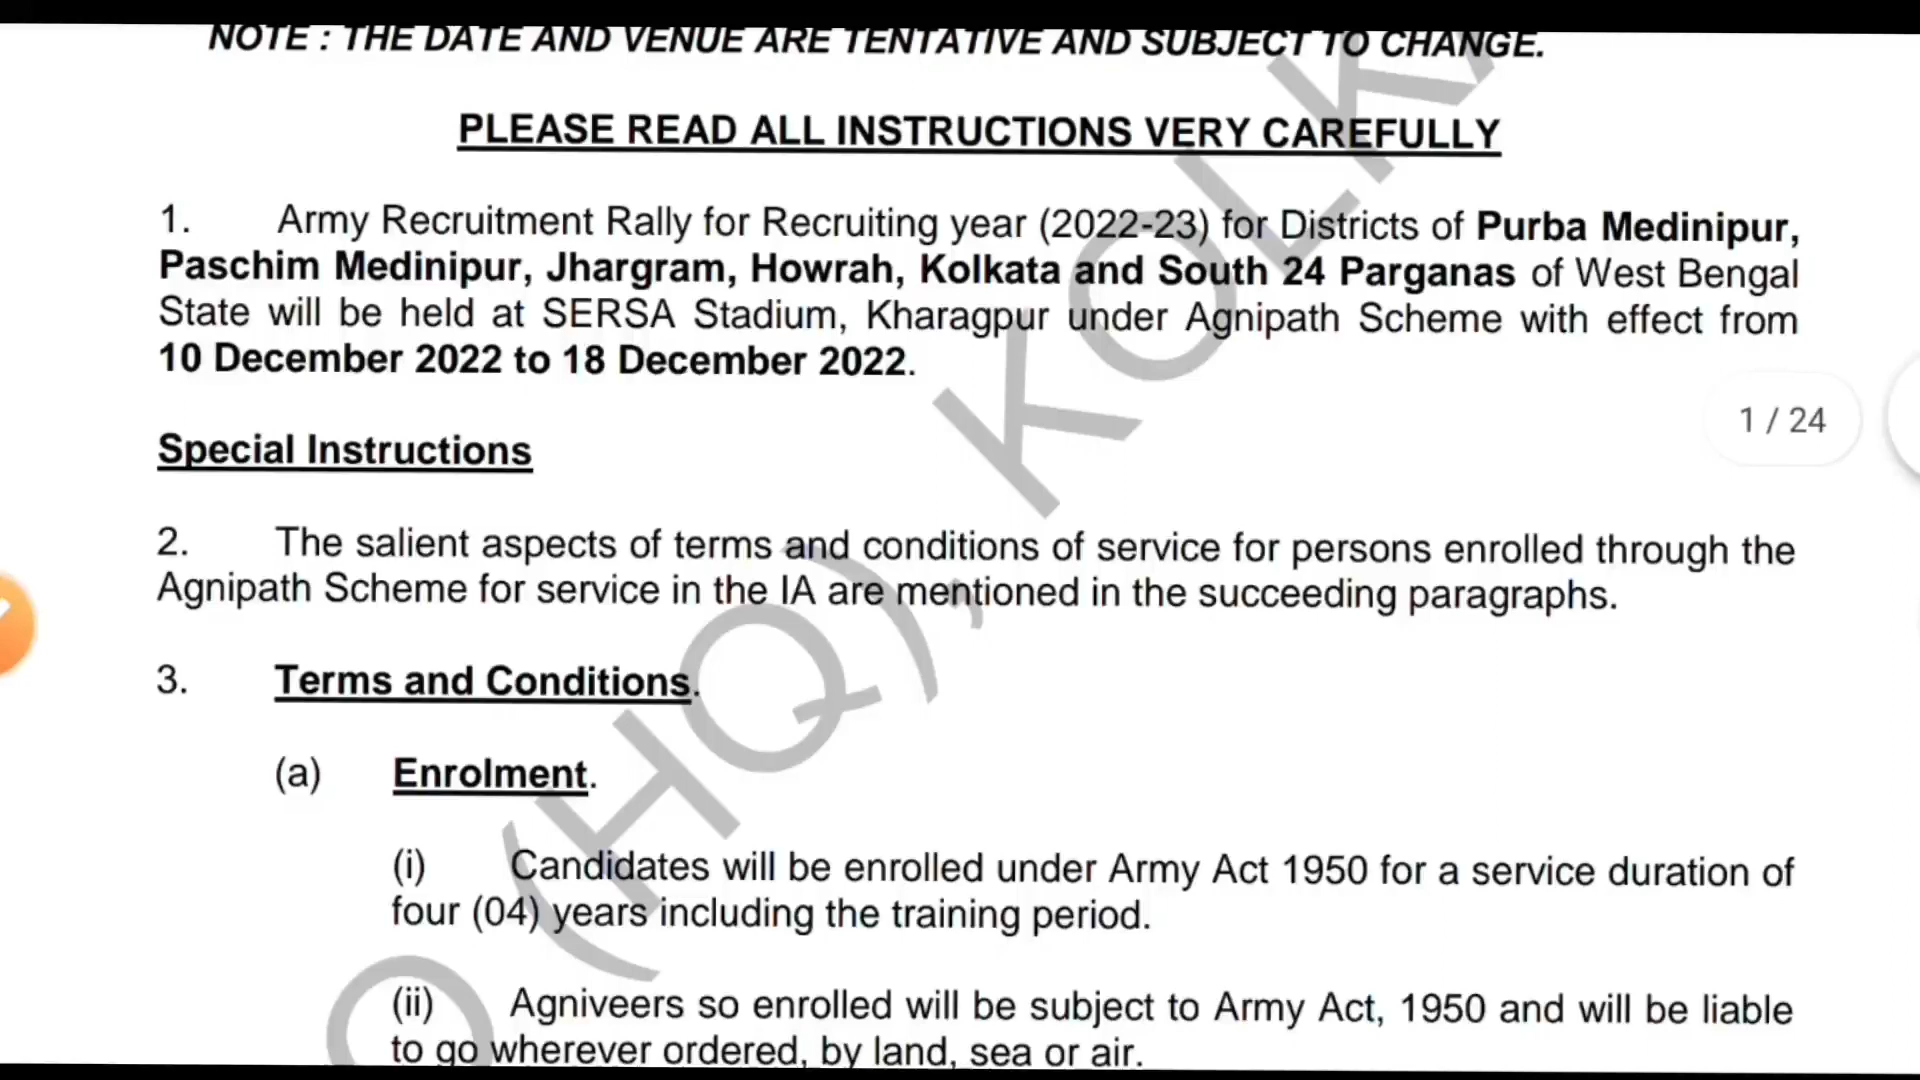 NOTE : THE DATE AND VENUE ARE TENTATIVE AND SUBJECT TO CHANGE.
PLEASE READ ALL INSTRUCTIONS VERY CAREFULLY
1. Army Recruitment Rally for Recruiting year (2022-23) for Districts of Purba Medinipur,
Paschim Medinipur, Jhargram, Howrah, Kolkata and South 24 Parganas of West Bengal
State will be held at SERSA Stadium, Kharagpur under Agnipath Scheme with effect from
10 December 2022 to 18 December 2022.
1 / 24
Special Instructions
2. The salient aspects of terms and conditions of service for persons enrolled through the
Agnipath Scheme for service in the IA are mentioned in the succeeding paragraphs.
3. Terms and Conditions.
(a) Enrolment.
(i) Candidates will be enrolled under Army Act 1950 for a service duration of
four (04) years including the training period.
(ii) Agniveers so enrolled will be subject to Army Act, 1950 and will be liable
to go wherever ordered, by land, sea or air.
(HQ), KOLK